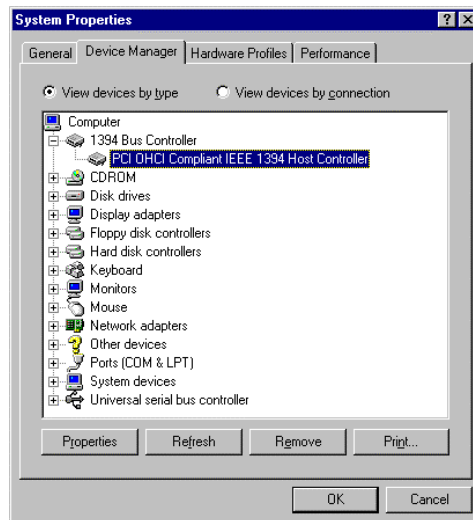 System Properties
General Device Manager Hardware Profiles Performance
View devices by type View devices by connection
Computer
1394 Bus Controller
PCI OHCI Compliant IEEE 1394 Host Controller
CDROM
Disk drives
Display adapters
Floppy disk controllers
Hard disk controllers
Keyboard
Monitors
Mouse
Network adapters
Other devices
Ports (COM & LPT)
System devices
Universal serial bus controller
Properties Refresh Remove Print...
OK Cancel